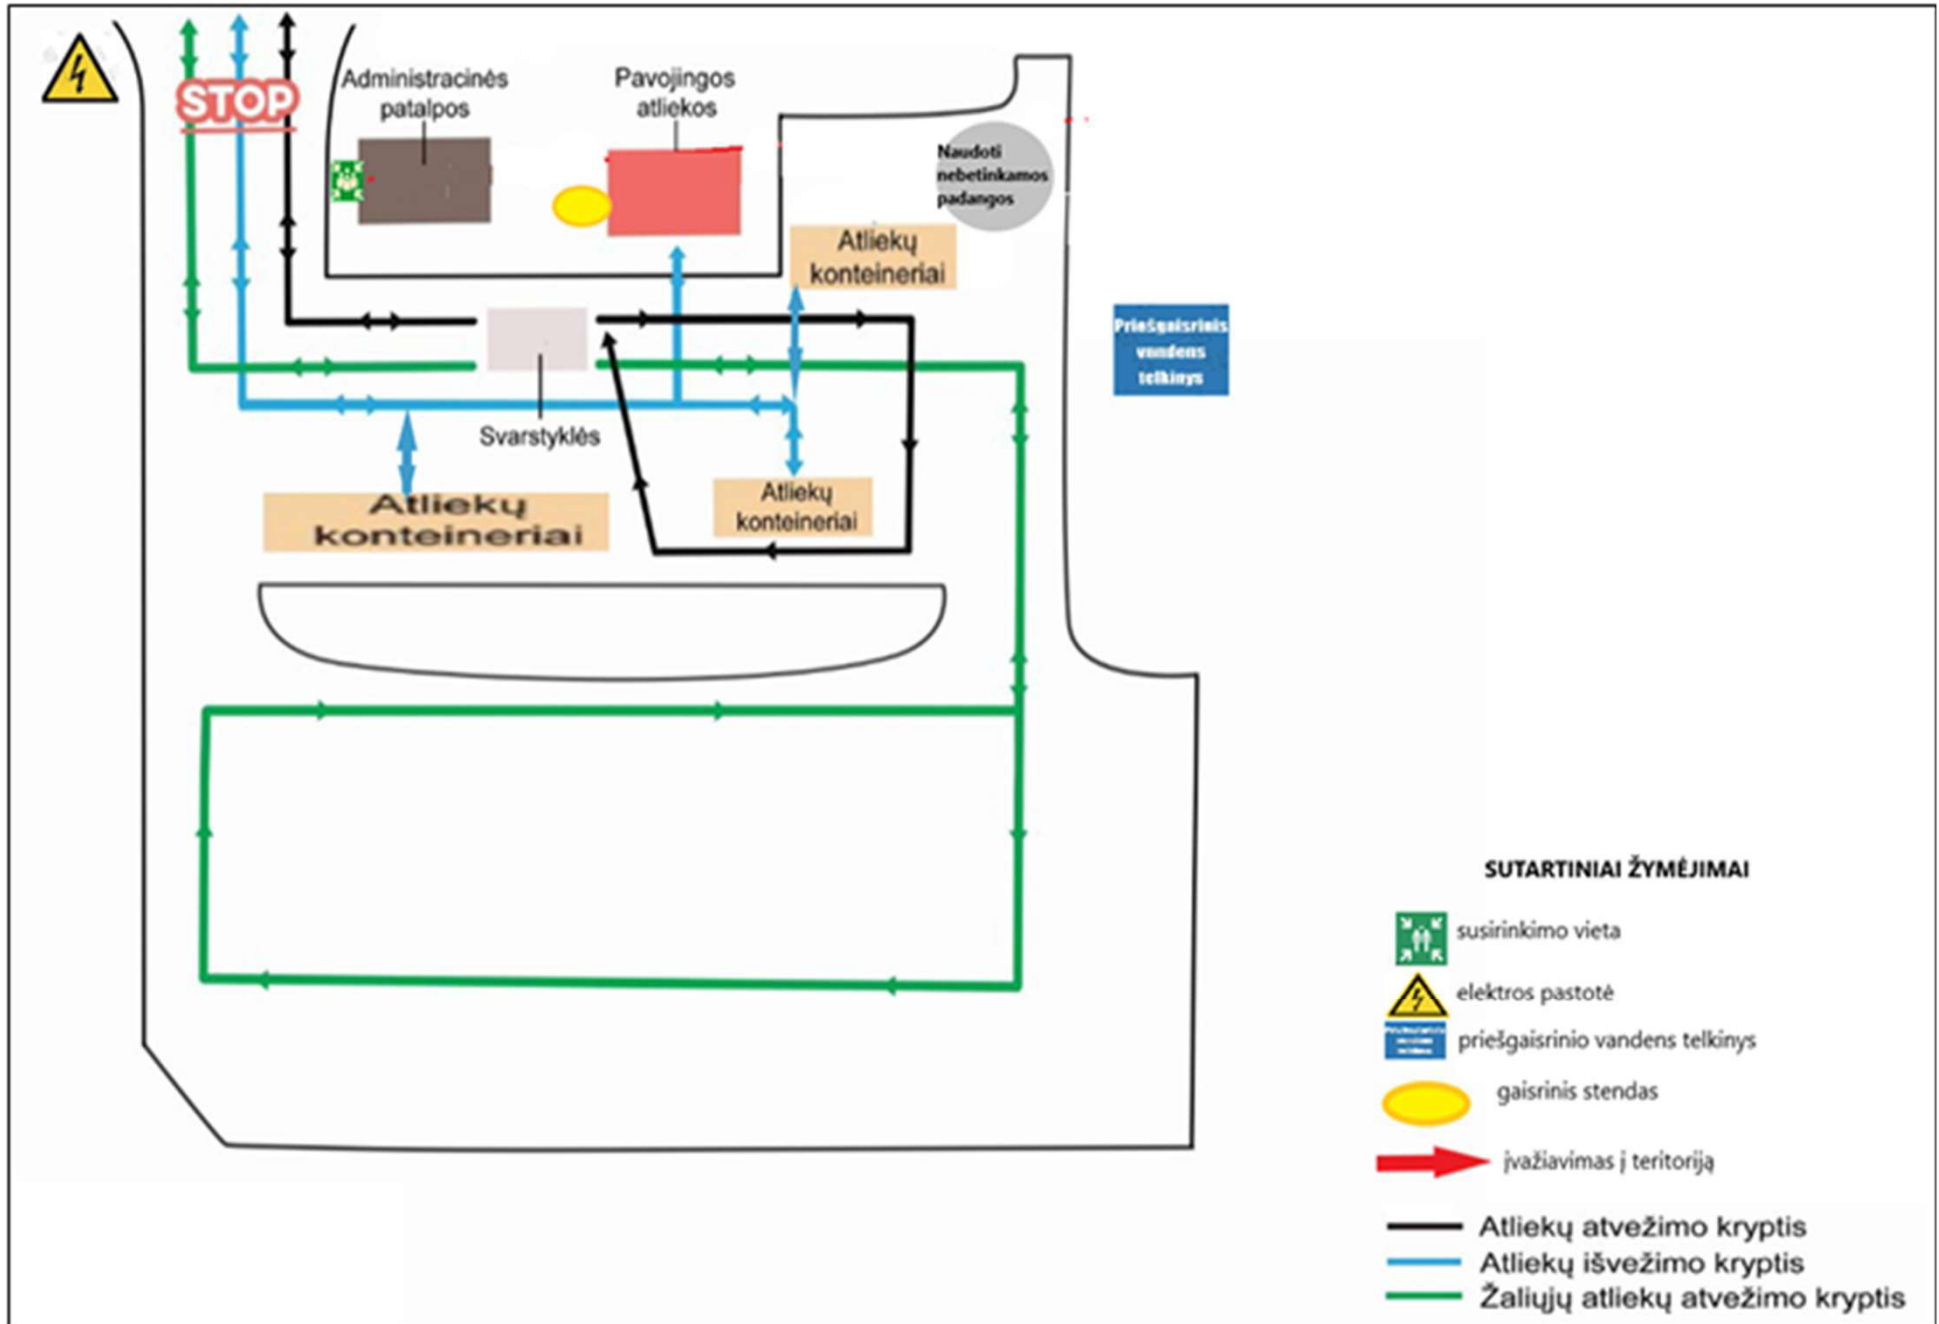 STOP
Administracinės
patalpos
Pavojingos
atliekos
Naudoti
nebetinkamos
padangos
Atliekų
konteineriai
Priešgaisrinis
vandens
telkinys
Svarstyklės
Atliekų
konteineriai
Atliekų
konteineriai
SUTARTINIAI ŽYMĖJIMAI
susirinkimo vieta
elektros pastotė
priešgaisrinio vandens telkinys
gaisrinis stendas
įvažiavimas į teritoriją
Atliekų atvežimo kryptis
Atliekų išvežimo kryptis
Žaliųjų atliekų atvežimo kryptis